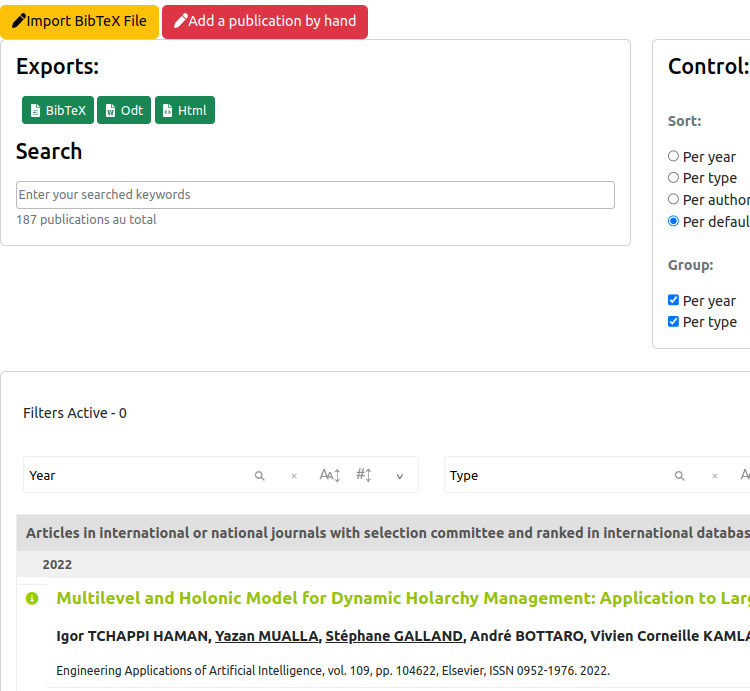 Import BibTeX File
Add a publication by hand
Exports:
BibTeX
Odt
Html
Search
Enter your searched keywords
187 publications au total
Control:
Sort:
Per year
Per type
Per author
Per defaul
Group:
Per year
Per type
Filters Active - 0
Year
Type
Articles in international or national journals with selection committee and ranked in international databas
2022
Multilevel and Holonic Model for Dynamic Holarchy Management: Application to Larg
Igor TCHAPPI HAMAN, Yazan MUALLA, Stéphane GALLAND, André BOTTARO, Vivien Corneille KAMLA
Engineering Applications of Artificial Intelligence, vol. 109, pp. 104622, Elsevier, ISSN 0952-1976. 2022.